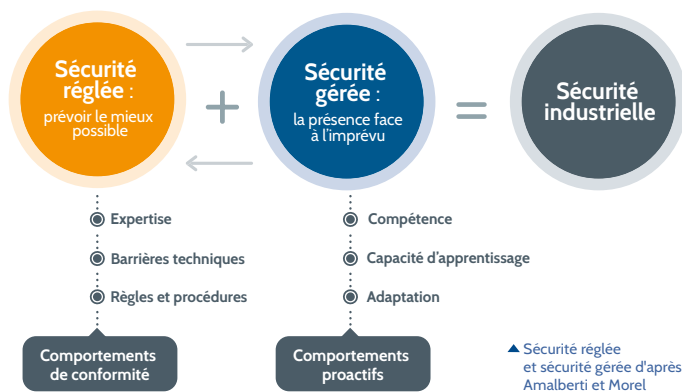 Sécurité
réglée :
prévoir le mieux
possible
+
Sécurité
gérée :
la présence face
à l'imprévu
=
Sécurité
industrielle
Expertise
Barrières techniques
Règles et procédures
Comportements
de conformité
Compétence
Capacité d'apprentissage
Adaptation
Comportements
proactifs
Sécurité réglée
et sécurité gérée d'après
Amalberti et Morel